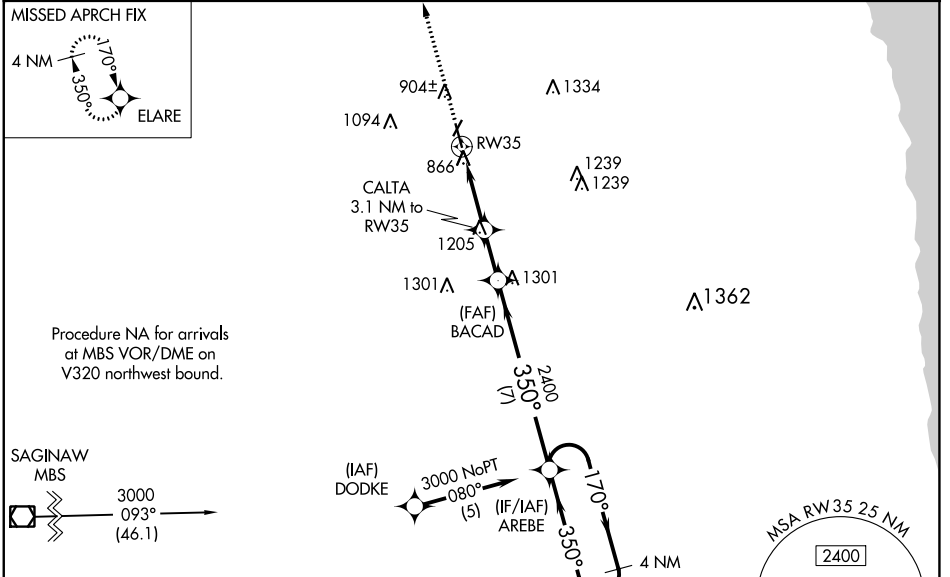 MISSED APRCH FIX
4 NM
170°
350°
ELARE
904±
1334
1094
RW35
866
1239
1239
CALTA
3.1 NM to
RW35
1205
1301
1301
(FAF)
BACAD
1362
Procedure NA for arrivals
at MBS VOR/DME on
V320 northwest bound.
2400
350°
(7)
SAGINAW
MBS
3000
093°
(46.1)
(IAF)
DODKE
3000 NoPT
080°
(5)
(IF/IAF)
AREBE
170°
350°
4 NM
MSA RW35 25 NM
2400